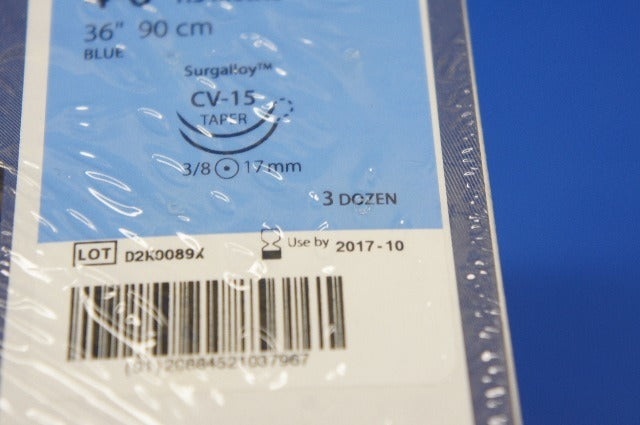 36" 90 cm
BLUE
Surgalloy™
CV-15
TAPER
3/8 17 mm
3 DOZEN
LOT D2K0089X Use by 2017-10
(01)20884521037967